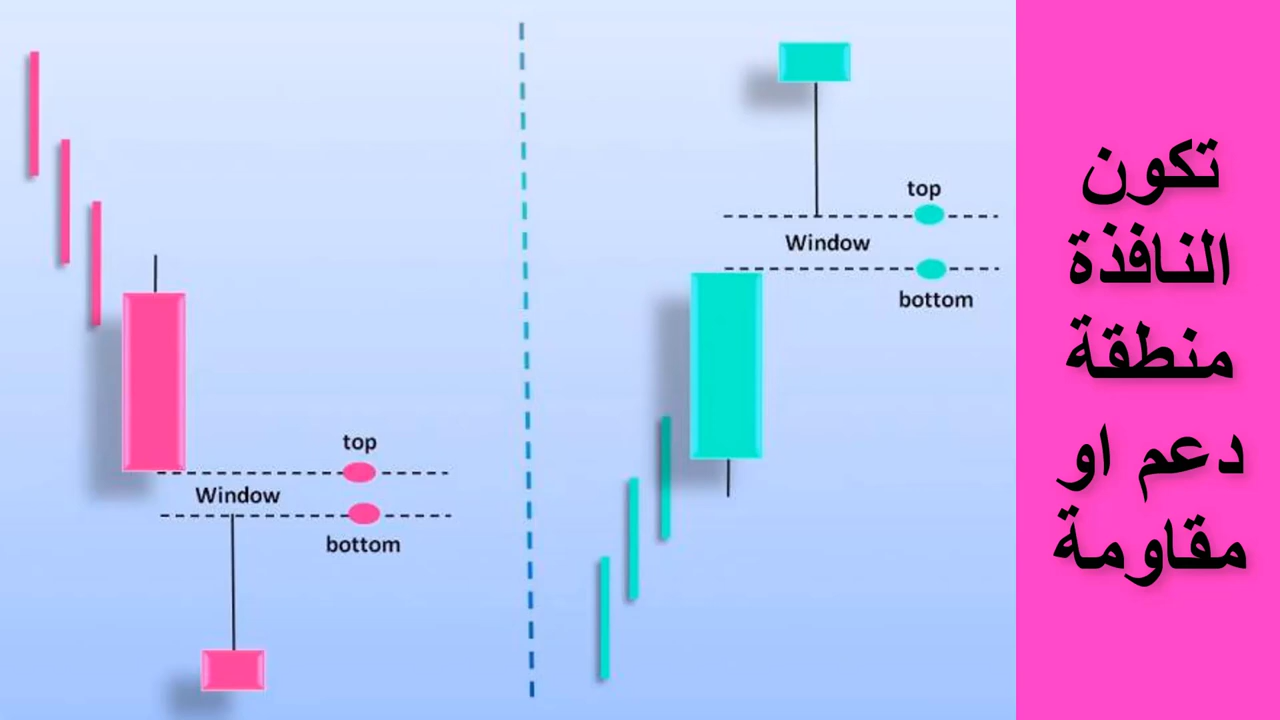 top
Window
bottom
top
Window
bottom
تكون
النافذة
منطقة
دعم او
مقاومة